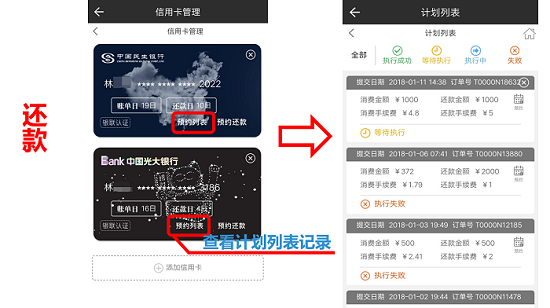 还款
信用卡管理
信用卡管理
中国民生银行
林 **** **** **** 2022
账单日 19日 还款日 10日
银联认证 预约列表 预约还款
Bank 中国光大银行
林 **** **** **** 3186
账单日 16日 还款日 4日
银联认证 预约列表 预约还款
查看计划列表记录
添加信用卡
计划列表
计划列表
全部 执行成功 等待执行 执行中 失败
提交日期 2018-01-11 14:38 订单号 T0000N18632
消费金额 ¥1000 还款金额 ¥1000
消费手续费 ¥4.8 还款手续费 ¥5
等待执行
提交日期 2018-01-06 07:41 订单号 T0000N13880
消费金额 ¥372 还款金额 ¥2000
消费手续费 ¥1.79 还款手续费 ¥1
执行失败
提交日期 2018-01-03 19:49 订单号 T0000N12185
消费金额 ¥500 还款金额 ¥500
消费手续费 ¥2.41 还款手续费 ¥2
执行失败
提交日期 2018-01-02 19:44 订单号 T0000N11478